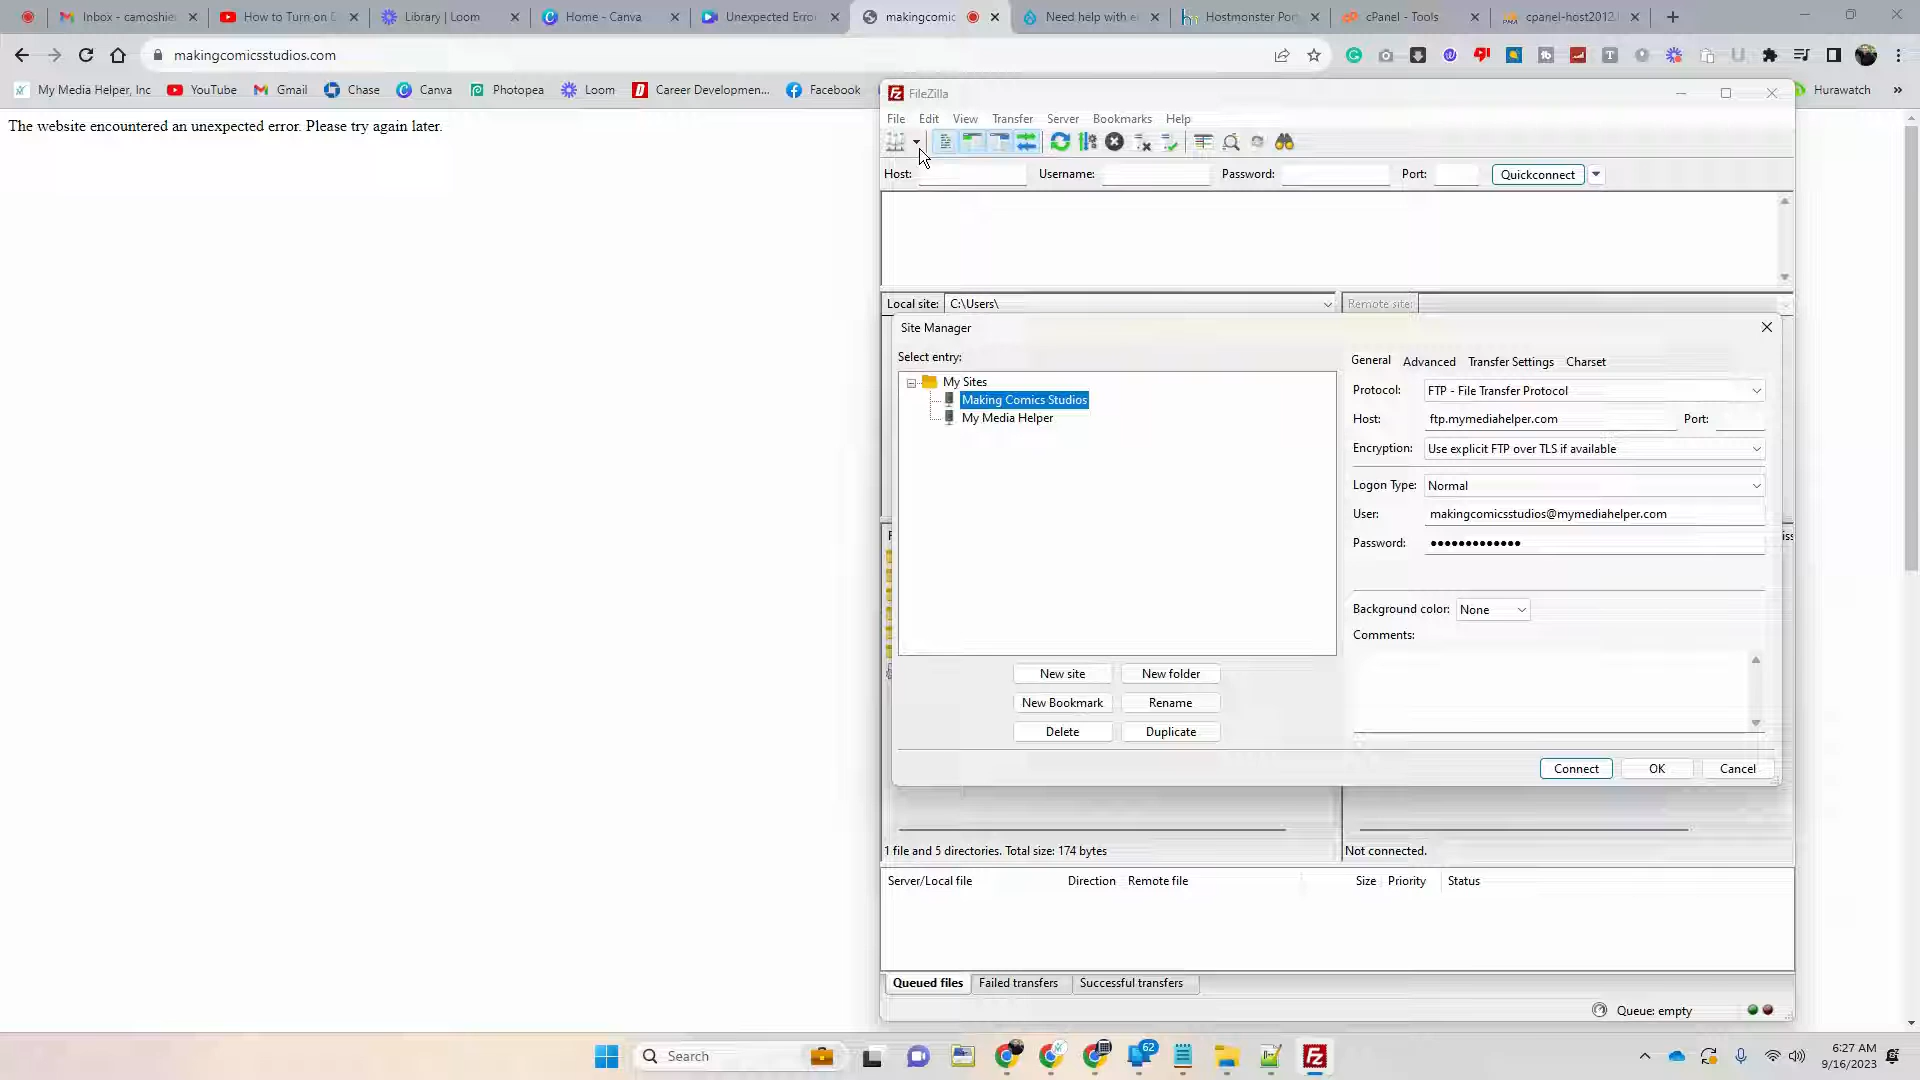 Inbox - camoshie
How to Turn on D
Library | Loom
Home - Canva
Unexpected Erro
makingcomic
Need help with e
Hostmonster Por
cPanel - Tools
cpanel-host2012.
makingcomicsstudios.com
My Media Helper, Inc
YouTube
Gmail
Chase
Canva
Photopea
Loom
Career Developmen...
Facebook
Hurawatch
»
The website encountered an unexpected error. Please try again later.
FileZilla
File Edit View Transfer Server Bookmarks Help
Host: Username: Password: Port: Quickconnect
Local site: C:\Users\
Remote site:
Site Manager
Select entry:
My Sites
Making Comics Studios
My Media Helper
New site New folder
New Bookmark Rename
Delete Duplicate
General Advanced Transfer Settings Charset
Protocol: FTP - File Transfer Protocol
Host: ftp.mymediahelper.com Port:
Encryption: Use explicit FTP over TLS if available
Logon Type: Normal
User: makingcomicsstudios@mymediahelper.com
Password: •••••••••••••
Background color: None
Comments:
Connect OK Cancel
1 file and 5 directories. Total size: 174 bytes
Not connected.
Server/Local file Direction Remote file Size Priority Status
Queued files Failed transfers Successful transfers
Queue: empty
Search
62
6:27 AM
9/16/2023